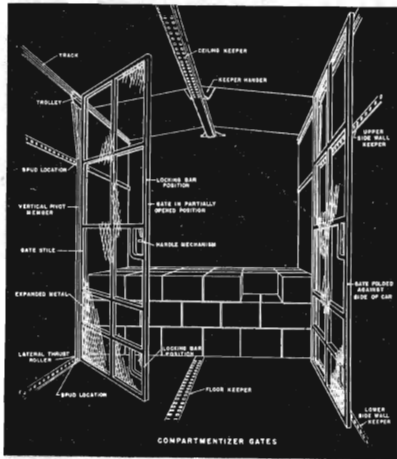 TRACK
CEILING KEEPER
TROLLEY
KEEPER HANGER
UPPER
SIDE WALL
KEEPER
SPUD LOCATION
LOCKING BAR
POSITION
VERTICAL PIVOT
MEMBER
GATE IN PARTIALLY
OPENED POSITION
GATE STILE
HANDLE MECHANISM
GATE FOLDED
AGAINST
SIDE OF CAR
EXPANDED METAL
LATERAL THRUST
ROLLER
LOCKING BAR
POSITION
SPUD LOCATION
FLOOR KEEPER
LOWER
SIDE WALL
KEEPER
COMPARTMENTIZER GATES